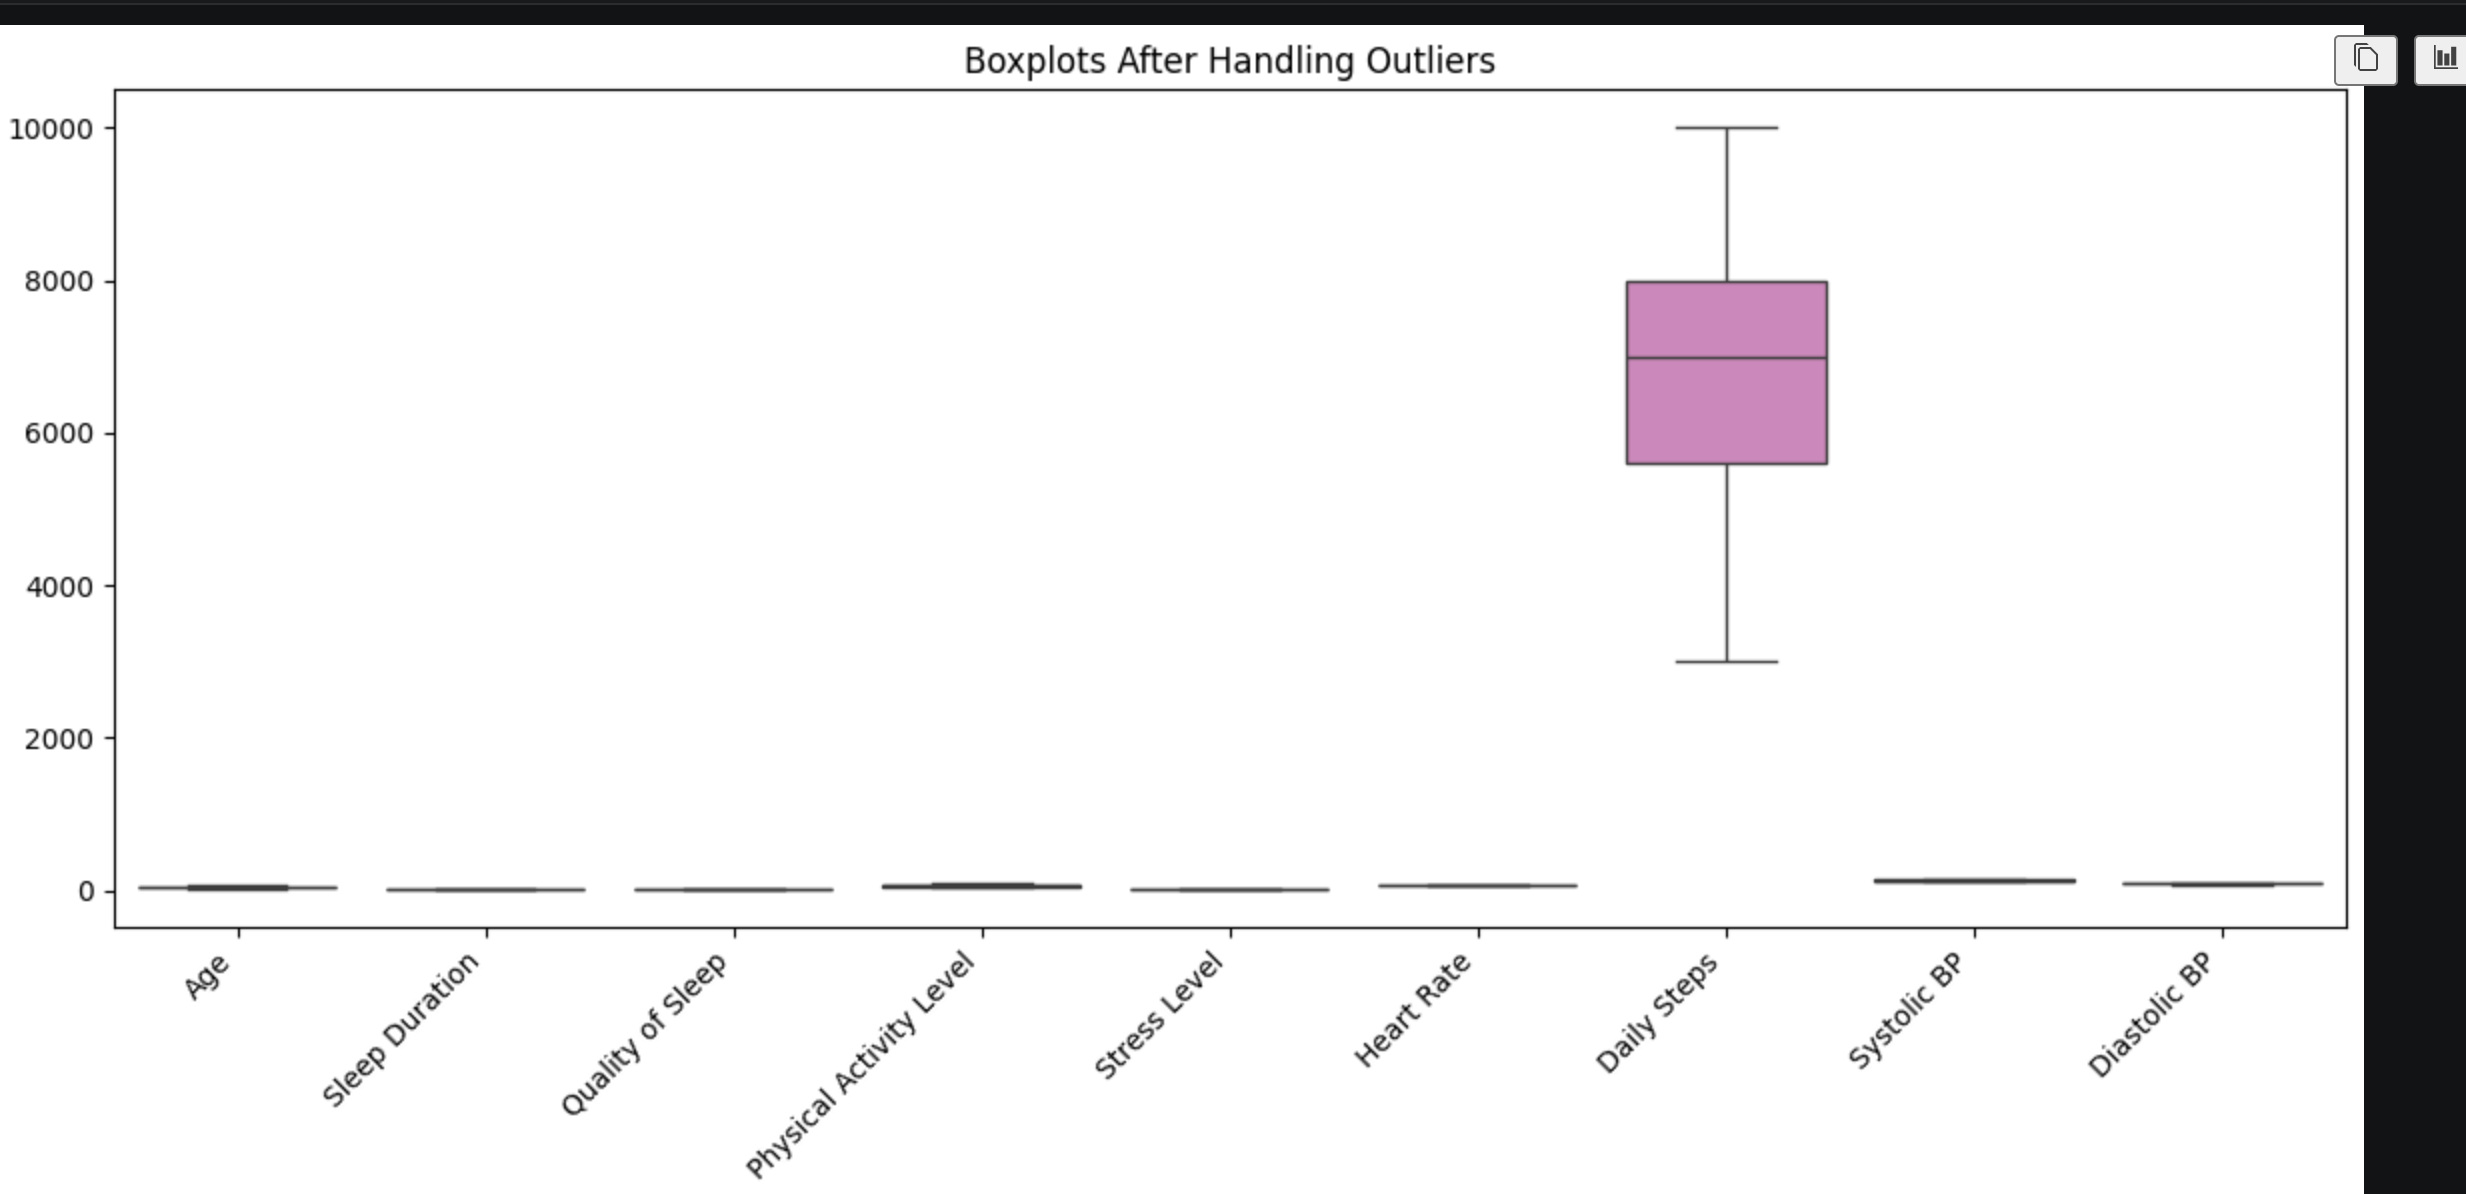 Boxplots After Handling Outliers
10000
8000
6000
4000
2000
0
Age
Sleep Duration
Quality of Sleep
Physical Activity Level
Stress Level
Heart Rate
Daily Steps
Systolic BP
Diastolic BP